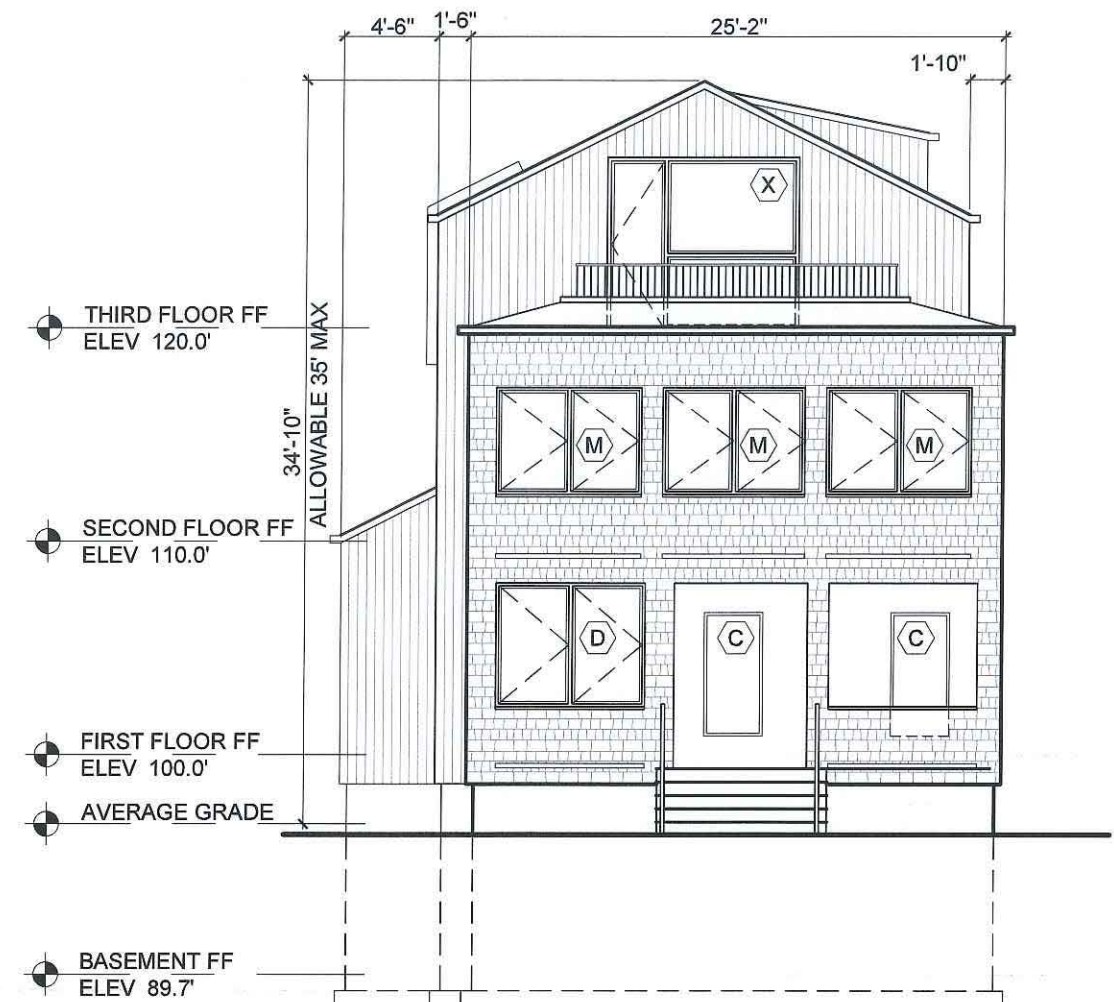 4'-6"
1'-6"
25'-2"
1'-10"
X
THIRD FLOOR FF
ELEV 120.0'
34'-10"
ALLOWABLE 35' MAX
M
M
M
SECOND FLOOR FF
ELEV 110.0'
D
C
C
FIRST FLOOR FF
ELEV 100.0'
AVERAGE GRADE
BASEMENT FF
ELEV 89.7'